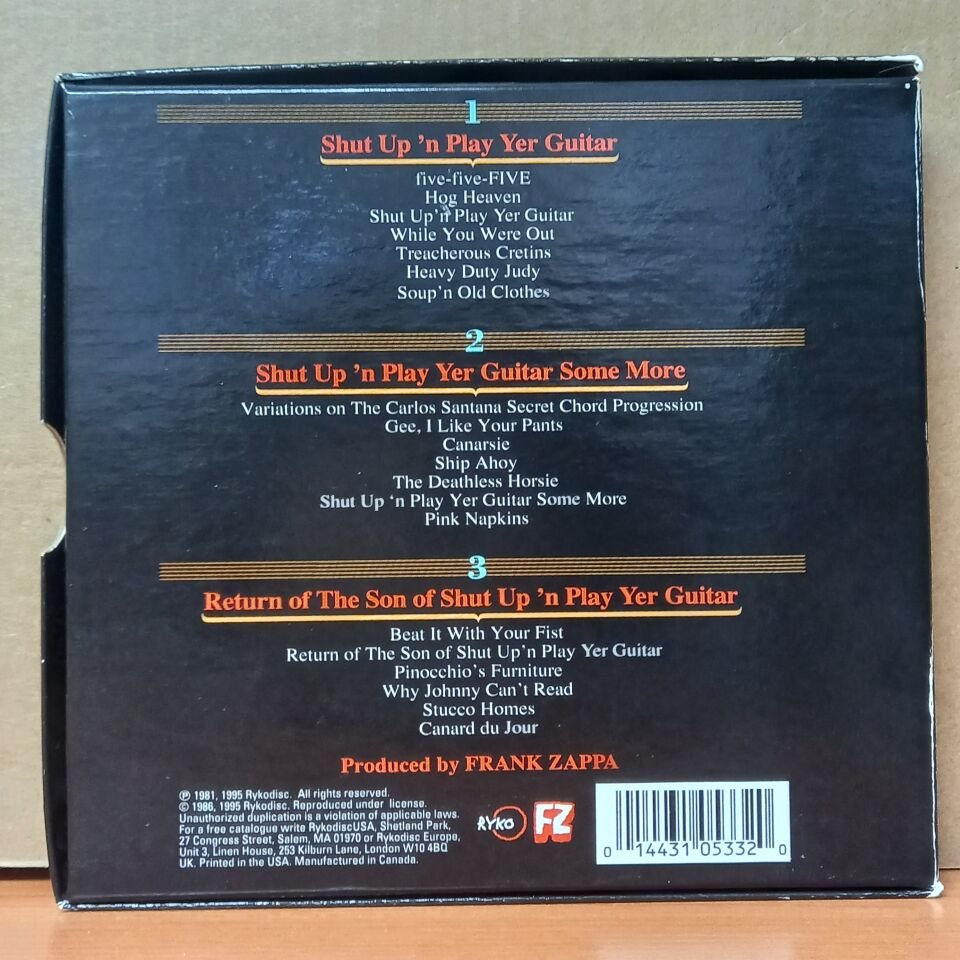 1
Shut Up 'n Play Yer Guitar
five-five-FIVE
Hog Heaven
Shut Up'n Play Yer Guitar
While You Were Out
Treacherous Cretins
Heavy Duty Judy
Soup'n Old Clothes
2
Shut Up 'n Play Yer Guitar Some More
Variations on The Carlos Santana Secret Chord Progression
Gee, I Like Your Pants
Canarsie
Ship Ahoy
The Deathless Horsie
Shut Up 'n Play Yer Guitar Some More
Pink Napkins
3
Return of The Son of Shut Up 'n Play Yer Guitar
Beat It With Your Fist
Return of The Son of Shut Up'n Play Yer Guitar
Pinocchio's Furniture
Why Johnny Can't Read
Stucco Homes
Canard du Jour
Produced by FRANK ZAPPA
℗ 1981, 1995 Rykodisc. All rights reserved.
© 1986, 1995 Rykodisc. Reproduced under license.
Unauthorized duplication is a violation of applicable laws.
For a free catalogue write RykodiscUSA, Shetland Park,
27 Congress Street, Salem, MA 01970 or Rykodisc Europe,
Unit 3, Linen House, 253 Kilburn Lane, London W10 4BQ
UK. Printed in the USA. Manufactured in Canada.
RYKO
FZ
0 14431 05332 0